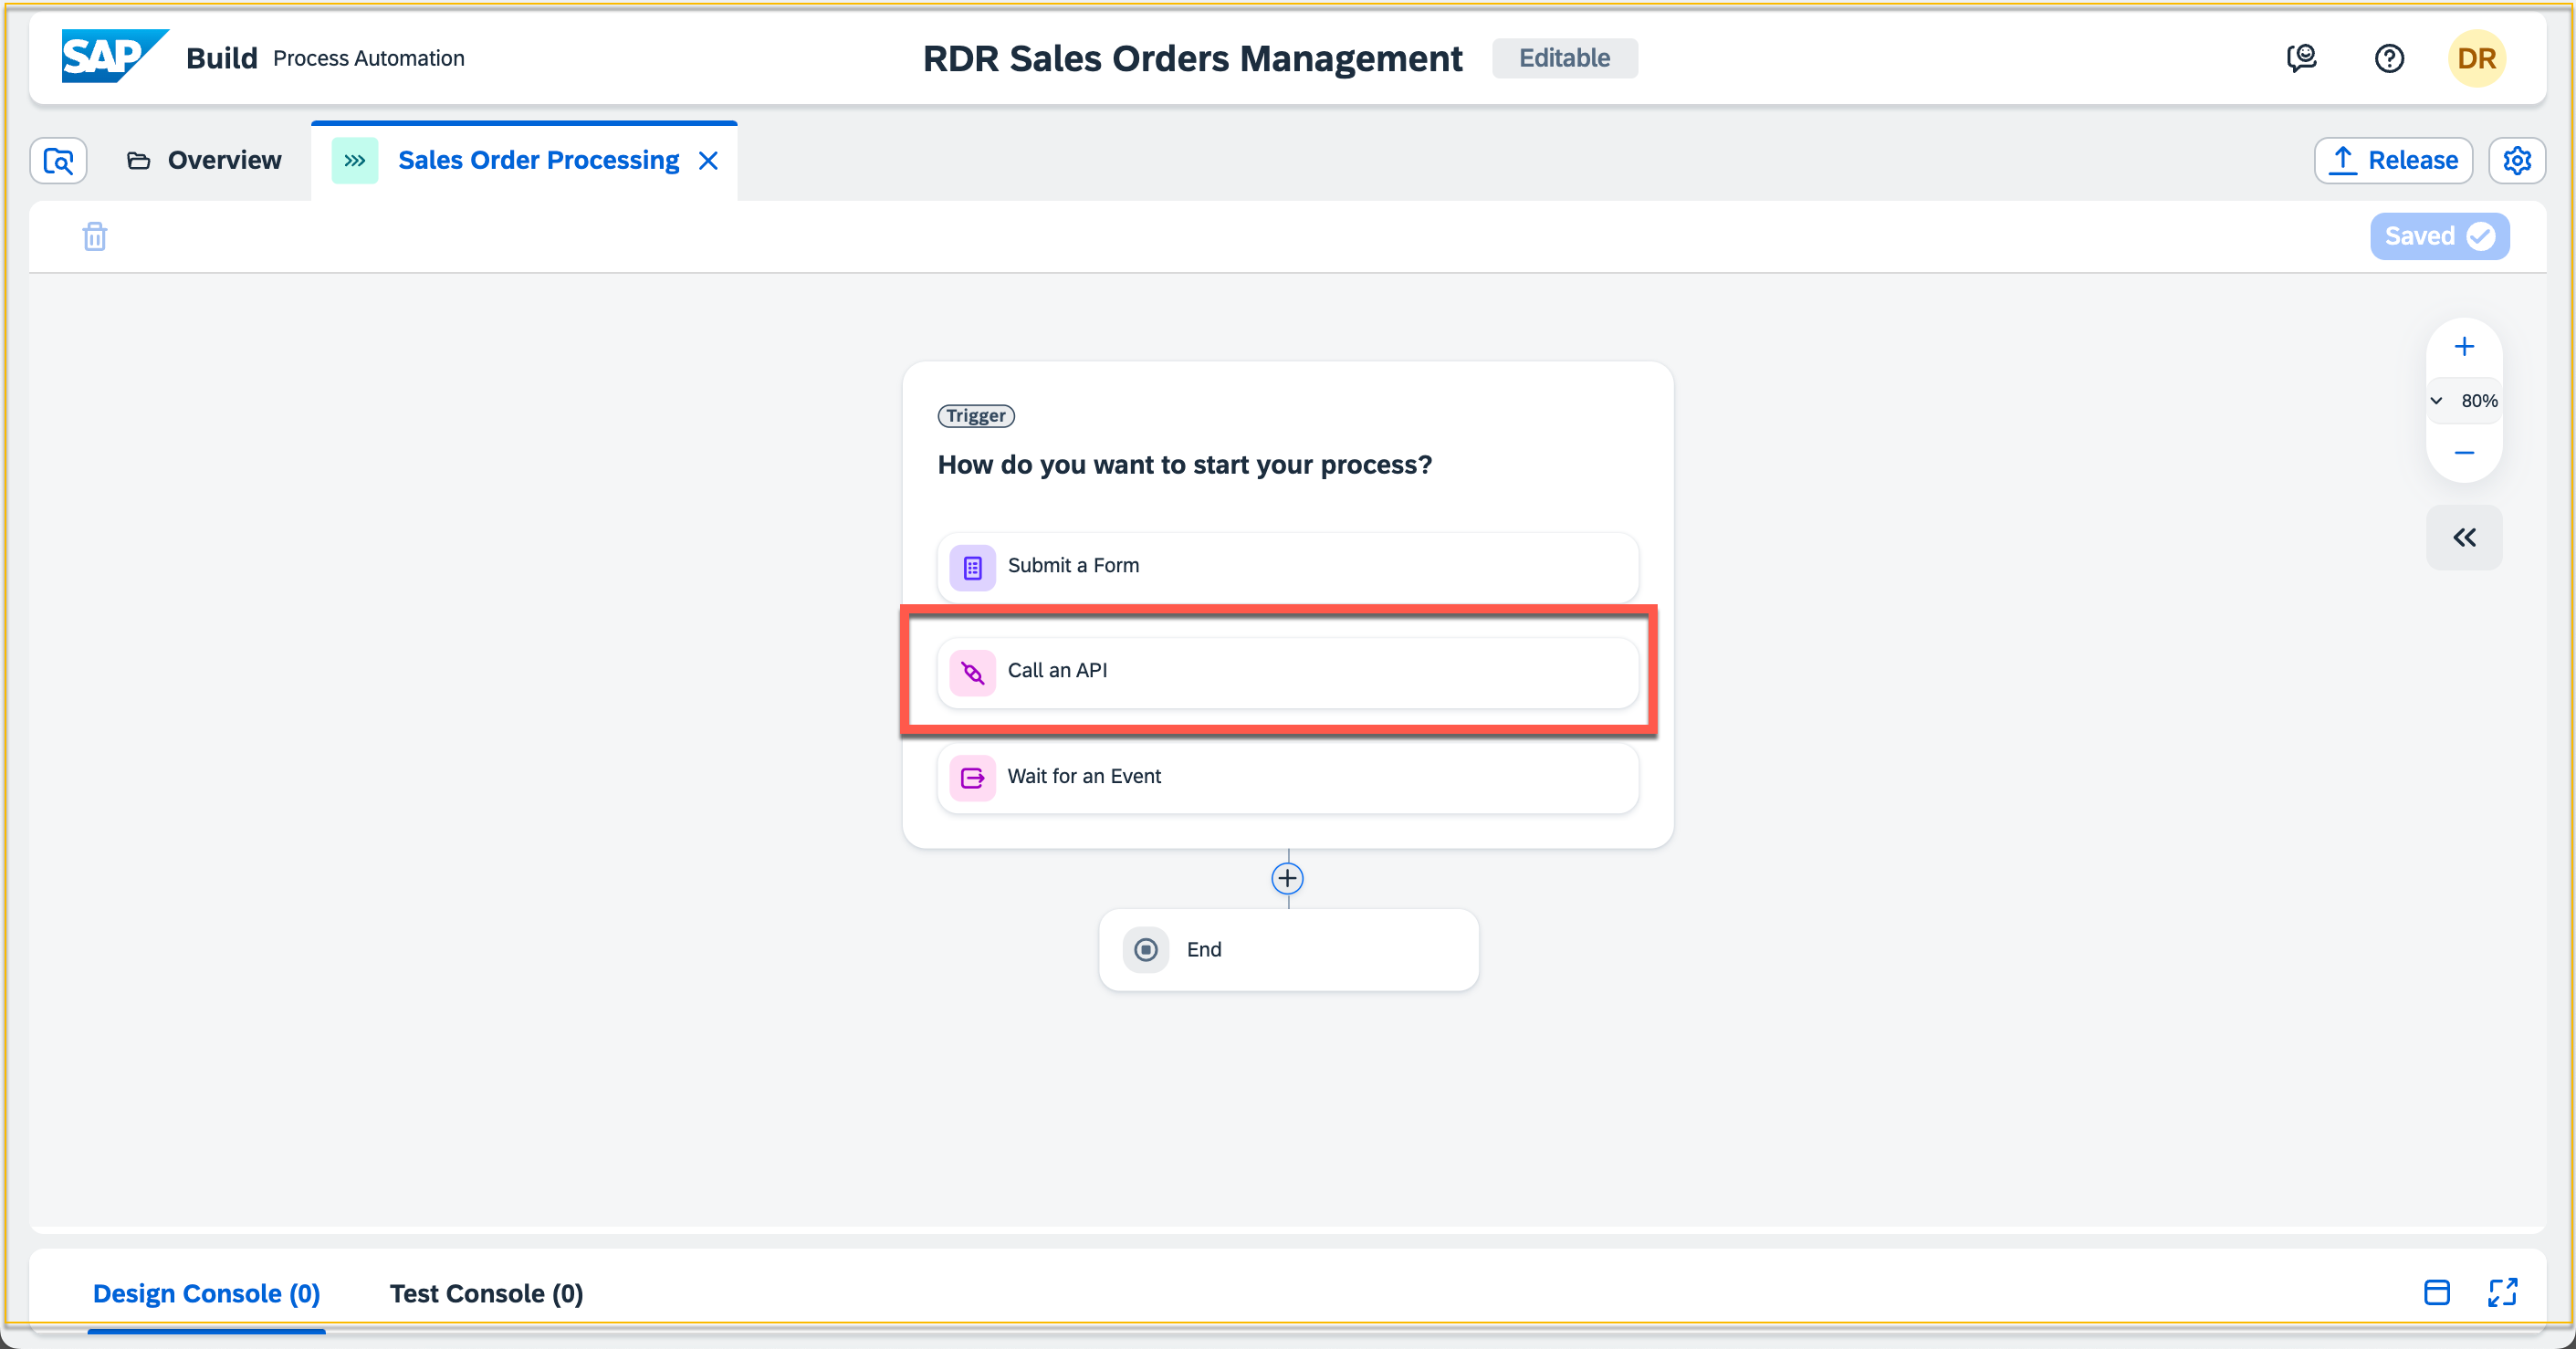 SAP Build Process Automation
RDR Sales Orders Management Editable
DR
Overview
Sales Order Processing
Release
Saved
80%
Trigger
How do you want to start your process?
Submit a Form
Call an API
Wait for an Event
End
Design Console (0)
Test Console (0)